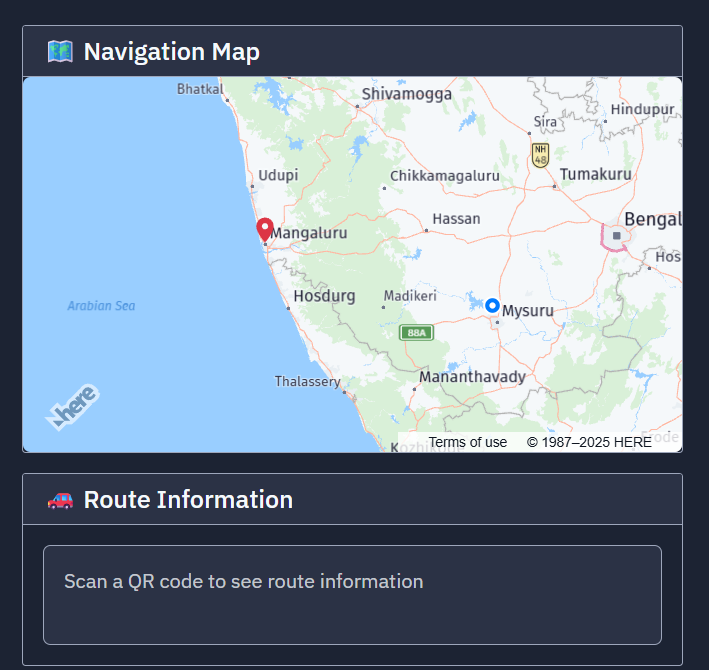 Navigation Map
Bhatkal
Shivamogga
Hindupur
Sira
NH
48
Udupi
Chikkamagaluru
Tumakuru
Hassan
Bengal
Mangaluru
Hos
Hosdurg
Madikeri
Arabian Sea
Mysuru
88A
Thalassery
Mananthavady
here
Terms of use
© 1987–2025 HERE
Erode
Kozhikode
Route Information
Scan a QR code to see route information